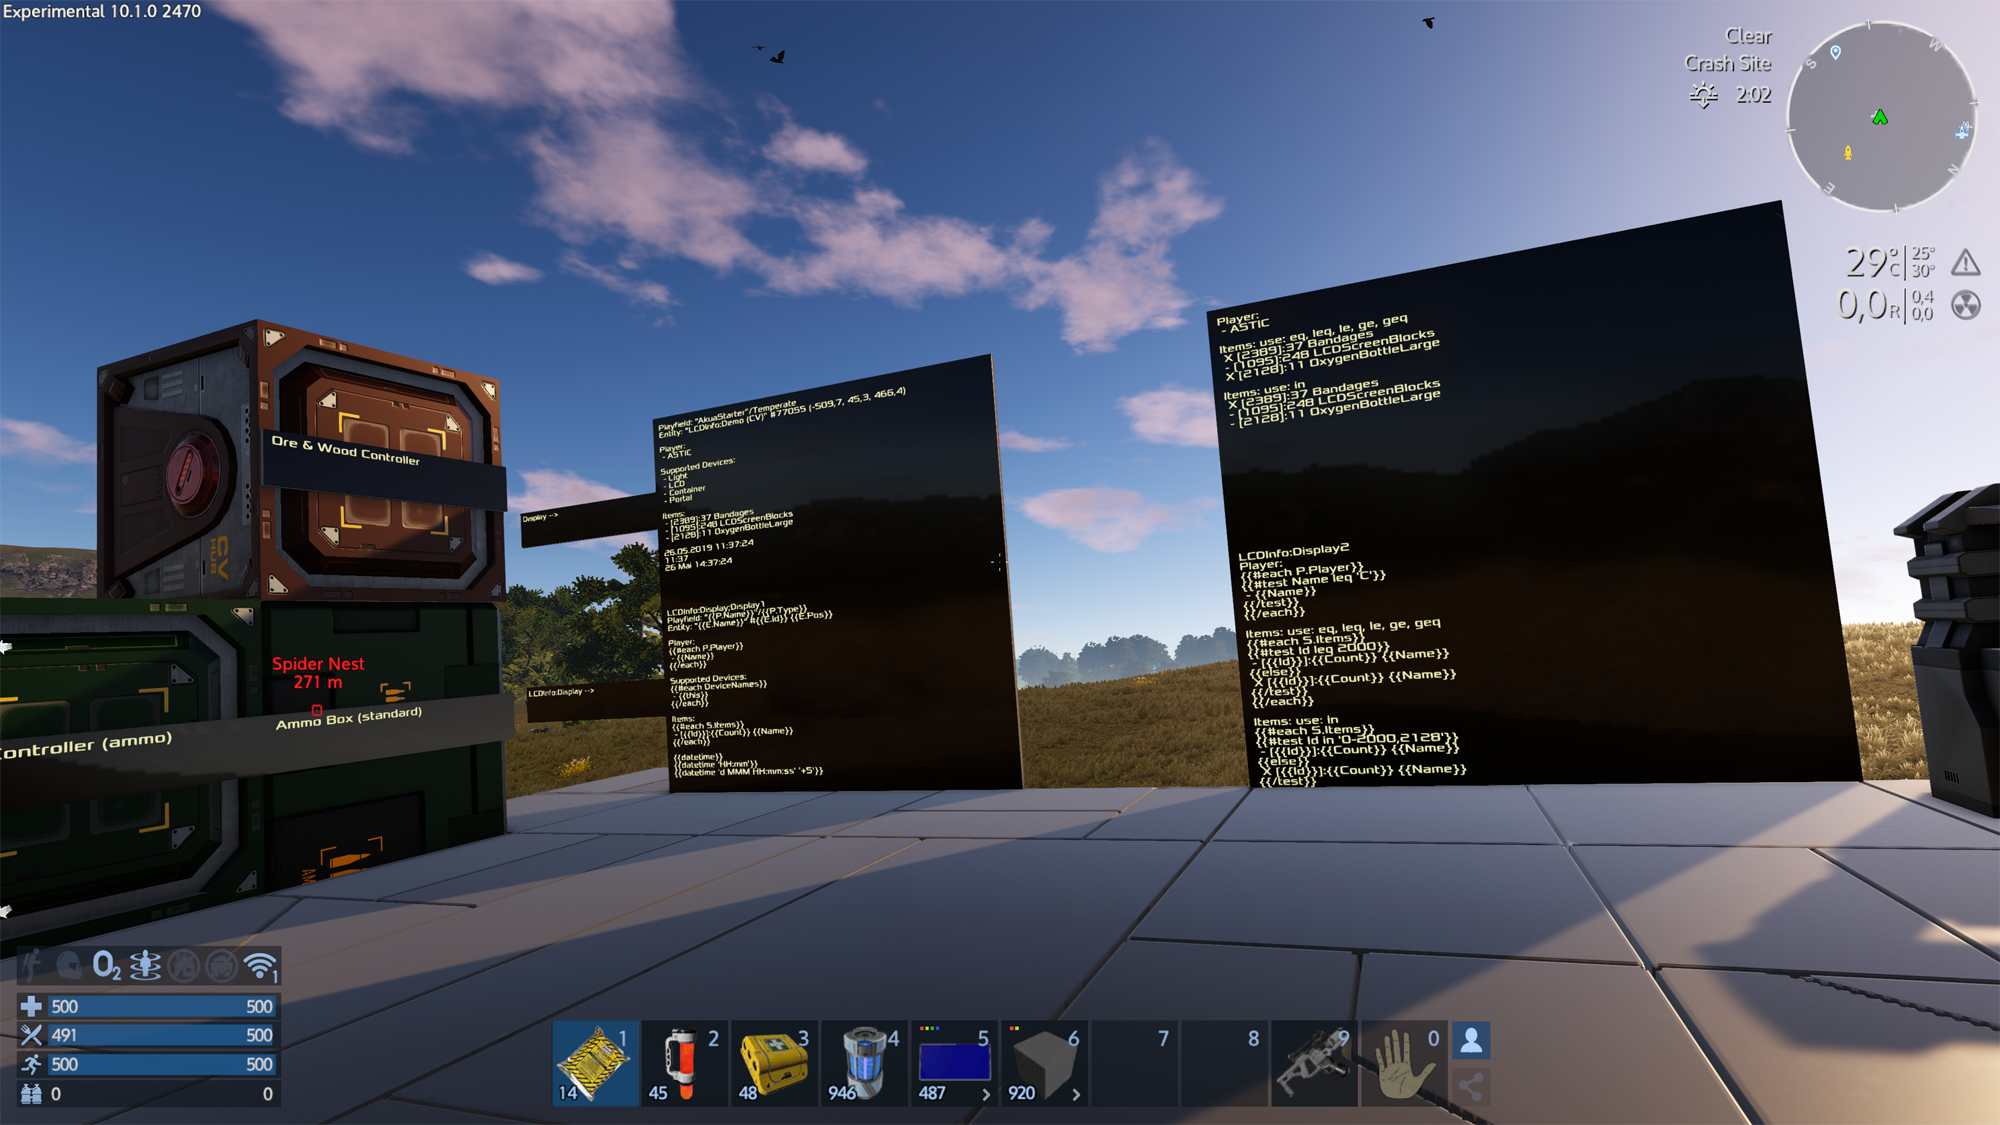 Experimental 10.1.0 2470
Clear
Crash Site
2:02
S
W
E
N
29°C
25°
30°
0,0R
0,4
0,0
Ore & Wood Controller
CV
HUB
Spider Nest
271 m
Ammo Box (standard)
Controller (ammo)
Display -->
LCDInfo:Display -->
Playfield: "AkuaStarter"/Temperate
Entity: "LCDInfo:Demo (CV)" #77055 (-509,7, 45,3, 466,4)
Player:
- ASTIC
Supported Devices:
- Light
- LCD
- Container
- Portal
Items:
- [2389]:37 Bandages
- [1095]:248 LCDScreenBlocks
- [2128]:11 OxygenBottleLarge
26.05.2019 11:37:24
11:37
26 Mai 14:37:24
LCDInfo:Display;Display1
Playfield: "{{P.Name}}"/{{P.Type}}
Entity: "{{E.Name}}" #{{E.Id}} {{E.Pos}}
Player:
{{#each P.Player}}
- {{Name}}
{{/each}}
Supported Devices:
{{#each DeviceNames}}
- {{this}}
{{/each}}
Items:
{{#each S.Items}}
- [{{Id}}]:{{Count}} {{Name}}
{{/each}}
{{datetime}}
{{datetime 'HH:mm'}}
{{datetime 'd MMM HH:mm:ss' '+5'}}
Player:
- ASTIC
Items: use: eq, leq, le, ge, geq
X [2389]:37 Bandages
- [1095]:248 LCDScreenBlocks
X [2128]:11 OxygenBottleLarge
Items: use: in
X [2389]:37 Bandages
- [1095]:248 LCDScreenBlocks
- [2128]:11 OxygenBottleLarge
LCDInfo:Display2
Player:
{{#each P.Player}}
{{#test Name leq 'C'}}
- {{Name}}
{{/test}}
{{/each}}
Items: use: eq, leq, le, ge, geq
{{#each S.Items}}
{{#test Id leq 2000}}
- [{{Id}}]:{{Count}} {{Name}}
{{else}}
X [{{Id}}]:{{Count}} {{Name}}
{{/test}}
{{/each}}
Items: use: in
{{#each S.Items}}
{{#test Id in '0-2000,2128'}}
- [{{Id}}]:{{Count}} {{Name}}
{{else}}
X [{{Id}}]:{{Count}} {{Name}}
{{/test}}
O2
1
500 500
491 500
500 500
0 0
1 2 3 4 5 6 7 8 9 0
14 45 48 946 487 920